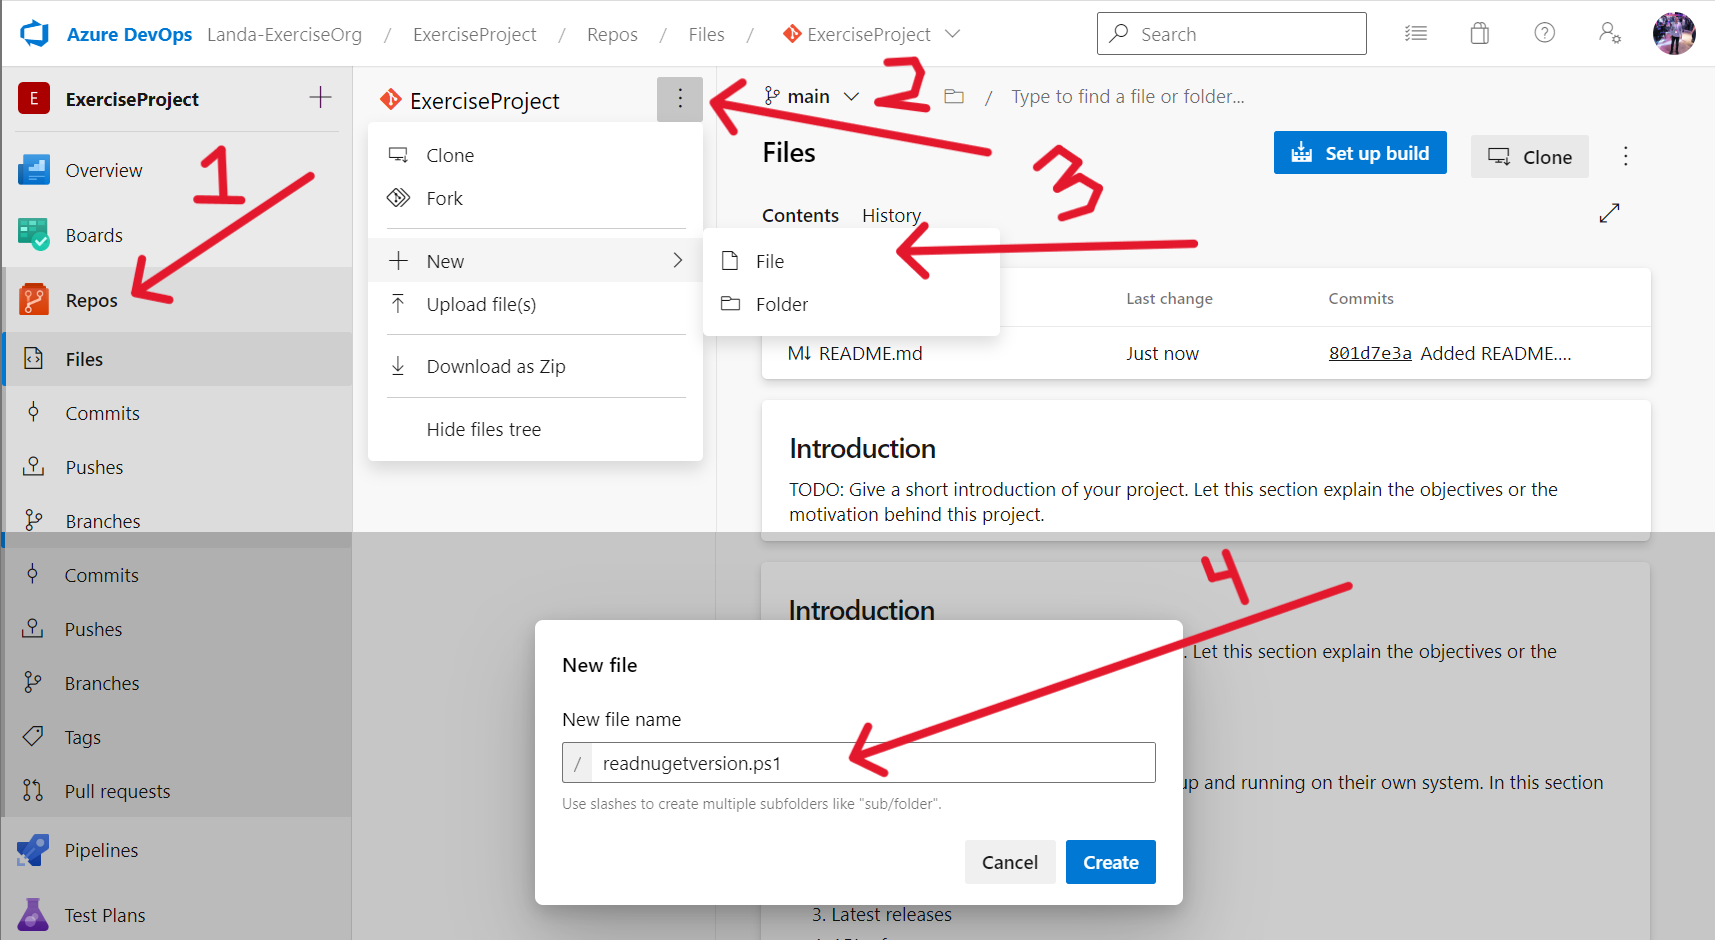 Azure DevOps Landa-ExerciseOrg / ExerciseProject / Repos / Files / ExerciseProject Search
E ExerciseProject
Overview
Boards
Repos
Files
Commits
Pushes
Branches
Commits
Pushes
Branches
Tags
Pull requests
Pipelines
Test Plans
1
ExerciseProject
Clone
Fork
New
Upload file(s)
Download as Zip
Hide files tree
File
Folder
2
3
main / Type to find a file or folder...
Files
Set up build
Clone
Contents History
Last change Commits
README.md Just now 801d7e3a Added README....
Introduction
TODO: Give a short introduction of your project. Let this section explain the objectives or the
motivation behind this project.
4
Introduction
. Let this section explain the objectives or the
up and running on their own system. In this section
3. Latest releases
New file
New file name
/ readnugetversion.ps1
Use slashes to create multiple subfolders like "sub/folder".
Cancel Create